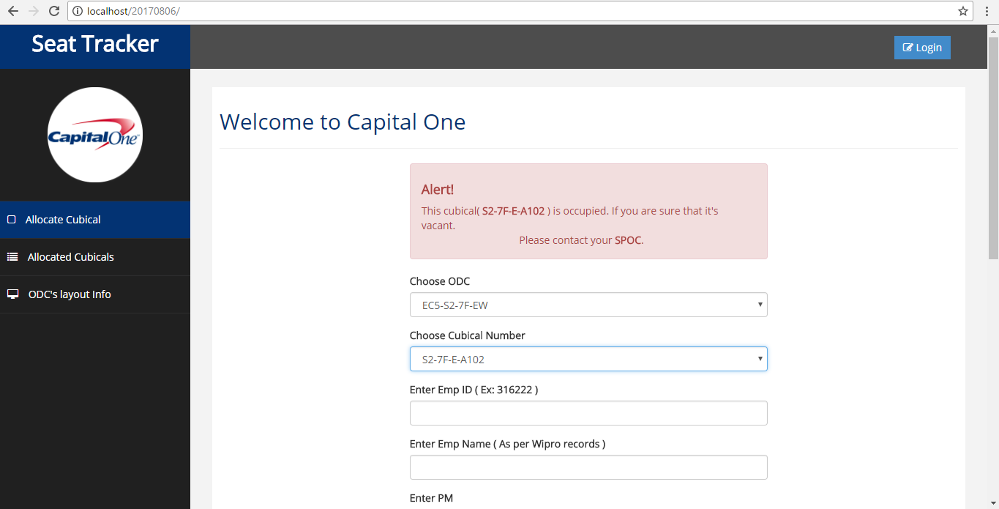 localhost/20170806/
Seat Tracker
Login
CapitalOne
Allocate Cubical
Allocated Cubicals
ODC's layout Info
Welcome to Capital One
Alert!
This cubical( S2-7F-E-A102 ) is occupied. If you are sure that it's
vacant.
Please contact your SPOC.
Choose ODC
EC5-S2-7F-EW
Choose Cubical Number
S2-7F-E-A102
Enter Emp ID ( Ex: 316222 )
Enter Emp Name ( As per Wipro records )
Enter PM